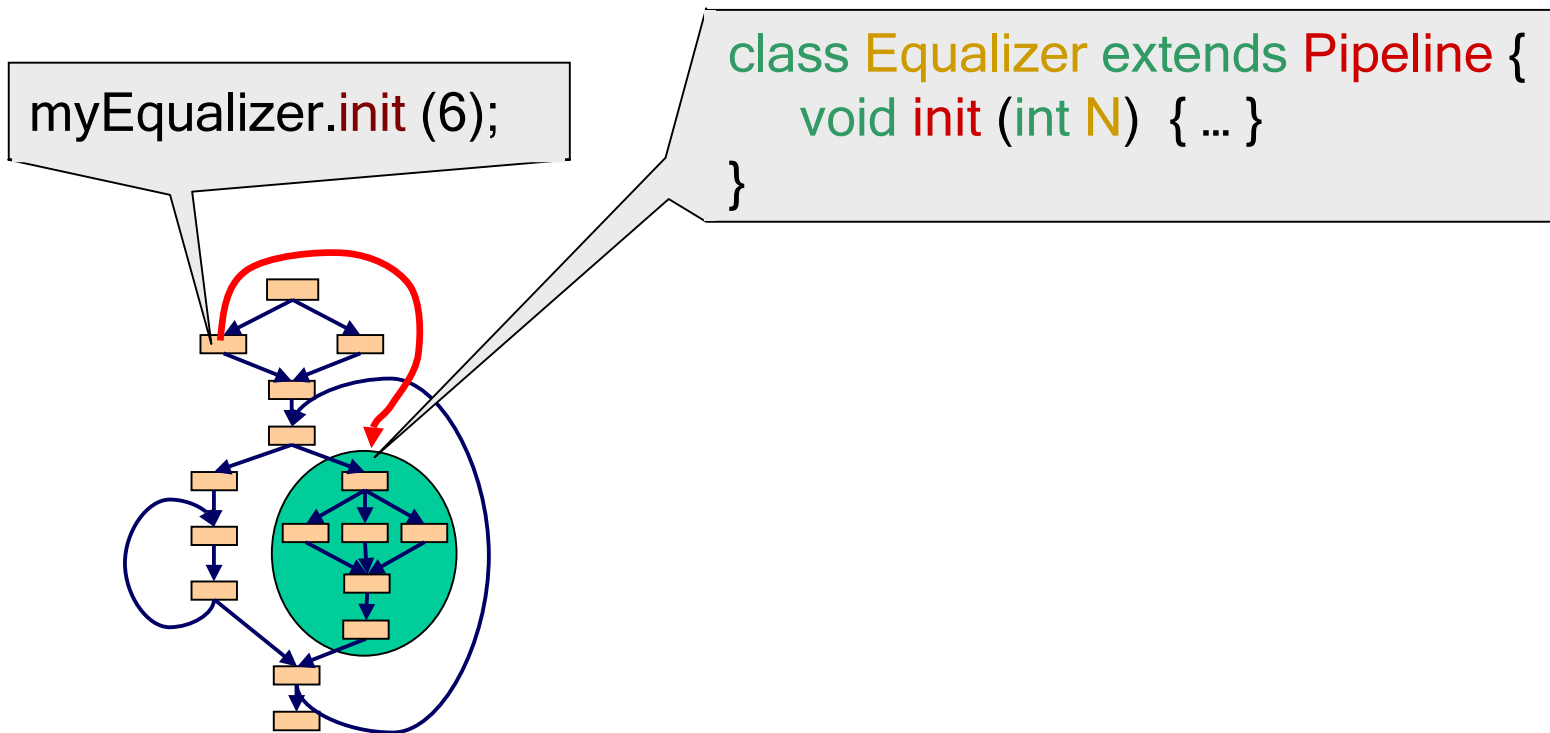 myEqualizer.init (6);
class Equalizer extends Pipeline {
void init (int N) { ... }
}